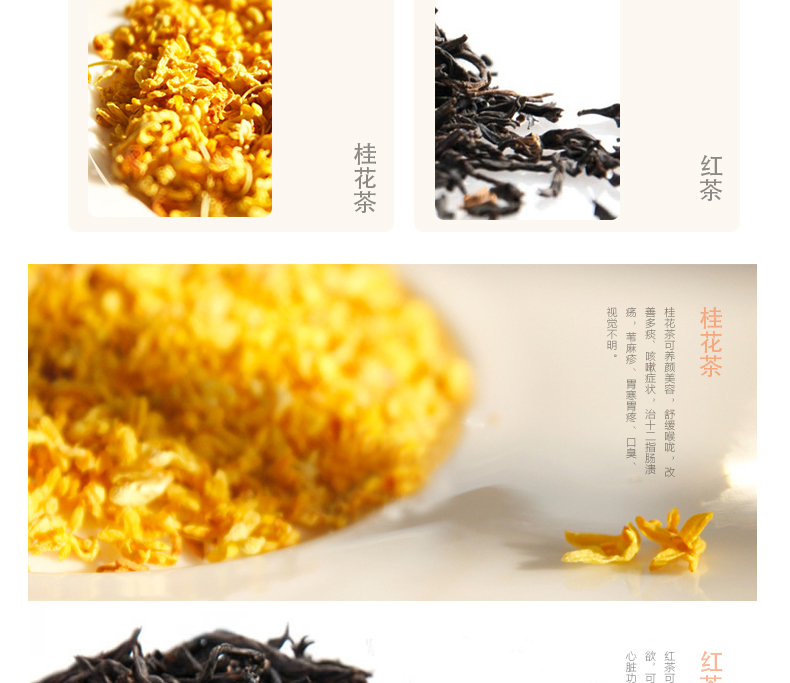 桂花茶
红茶
桂花茶
桂花茶可养颜美容，舒缓喉咙，改
善多痰、咳嗽症状，治十二指肠溃
疡，荨麻疹、胃寒胃疼、口臭、
视觉不明。
红
红茶可
欲，可
心脏功